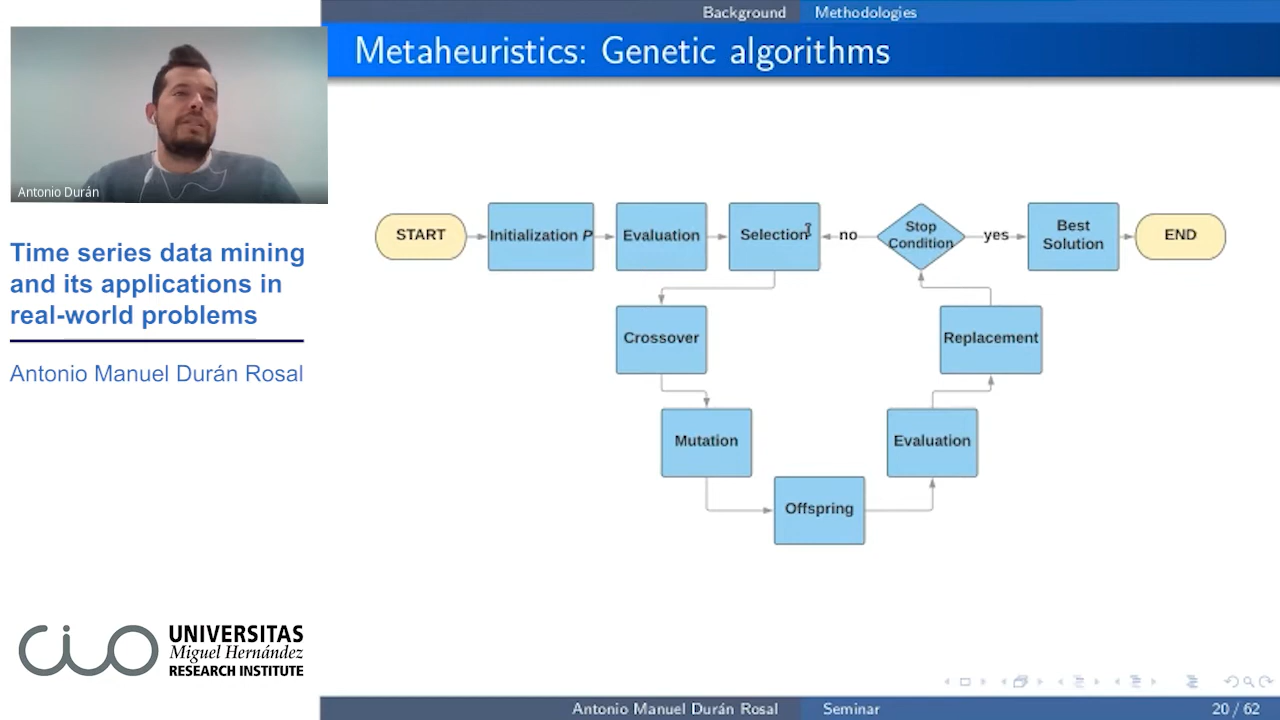 Background Methodologies
Metaheuristics: Genetic algorithms
Antonio Durán
Time series data mining
and its applications in
real-world problems
Antonio Manuel Durán Rosal
START
Initialization P
Evaluation
Selection
no
Stop
Condition
yes
Best
Solution
END
Crossover
Replacement
Mutation
Evaluation
Offspring
cio
UNIVERSITAS
Miguel Hernández
RESEARCH INSTITUTE
Antonio Manuel Durán Rosal Seminar 20 / 62